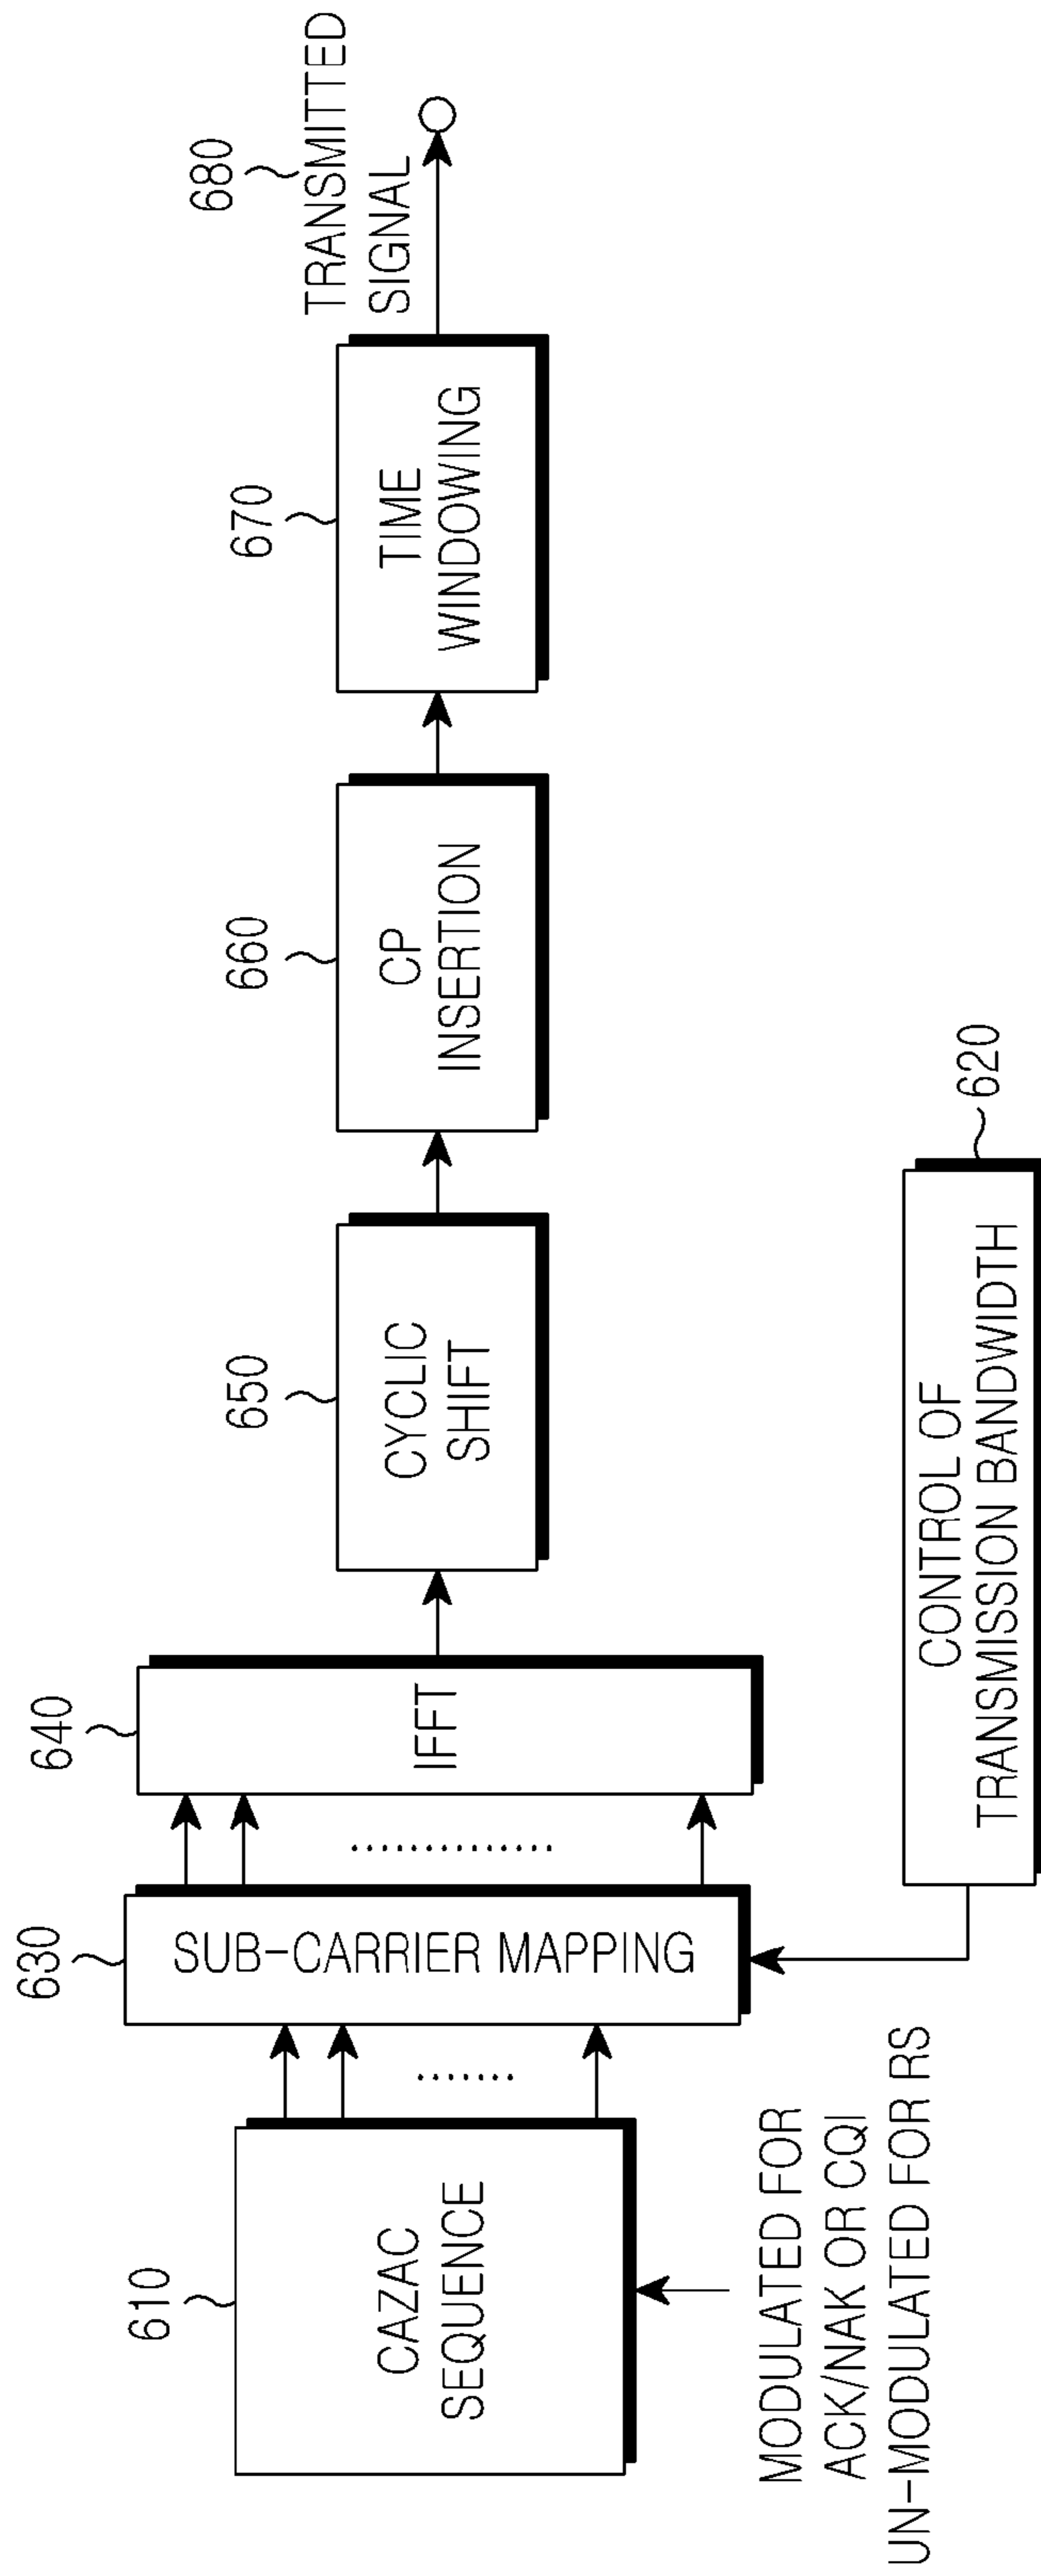 610
CAZAC
SEQUENCE
MODULATED FOR
ACK/NAK OR CQI
UN-MODULATED FOR RS
630
SUB-CARRIER MAPPING
620
CONTROL OF
TRANSMISSION BANDWIDTH
640
IFFT
650
CYCLIC
SHIFT
660
CP
INSERTION
670
TIME
WINDOWING
680
TRANSMITTED
SIGNAL